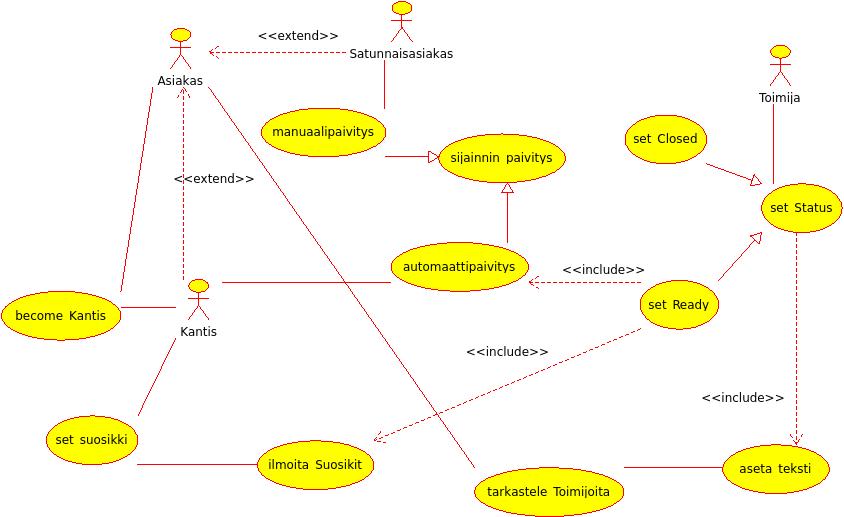 <<extend>>
Satunnaisasiakas
Asiakas
Toimija
manuaalipaivitys
set Closed
sijainnin paivitys
<<extend>>
set Status
automaattipaivitys
<<include>>
set Ready
become Kantis
Kantis
<<include>>
<<include>>
set suosikki
ilmoita Suosikit
aseta teksti
tarkastele Toimijoita